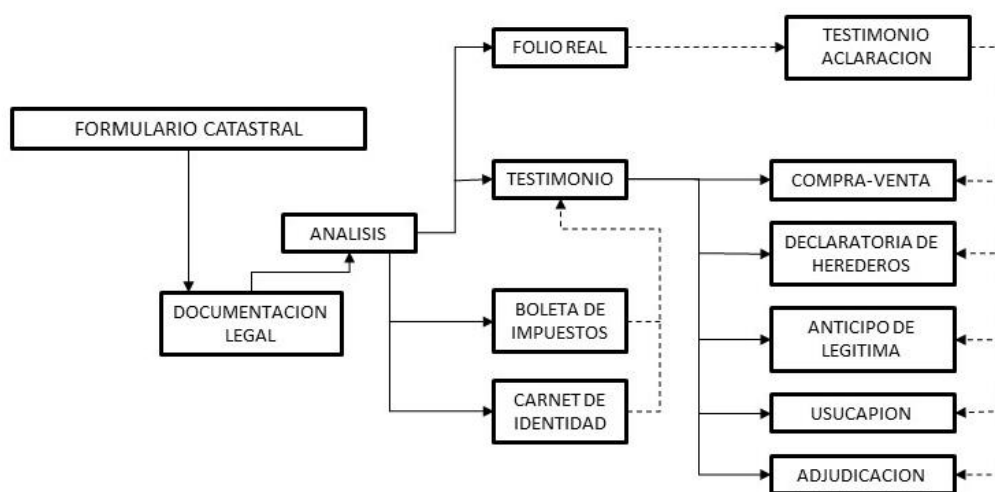 FOLIO REAL
TESTIMONIO
ACLARACION
FORMULARIO CATASTRAL
TESTIMONIO
COMPRA-VENTA
ANALISIS
DECLARATORIA DE
HEREDEROS
DOCUMENTACION
LEGAL
BOLETA DE
IMPUESTOS
ANTICIPO DE
LEGITIMA
CARNET DE
IDENTIDAD
USUCAPION
ADJUDICACION